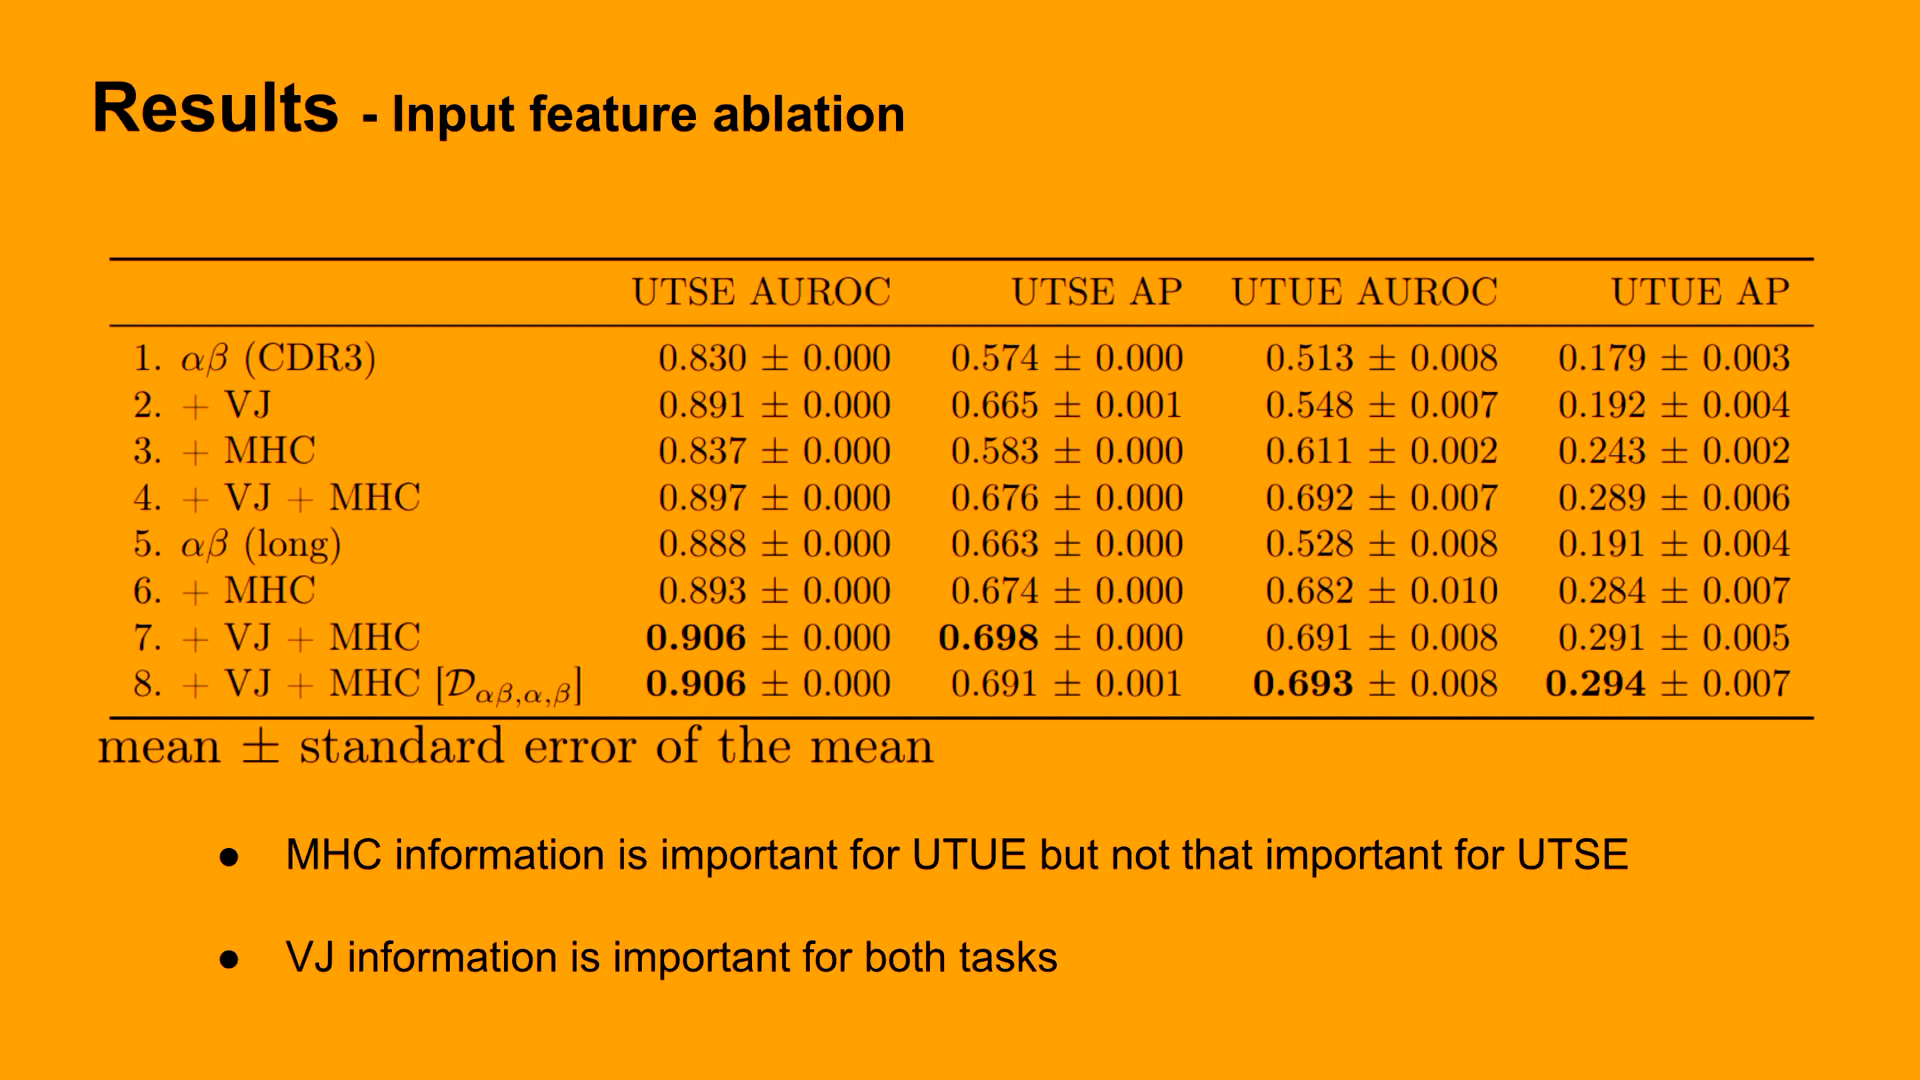 Results - Input feature ablation
UTSE AUROC UTSE AP UTUE AUROC UTUE AP
1. αβ (CDR3) 0.830 ± 0.000 0.574 ± 0.000 0.513 ± 0.008 0.179 ± 0.003
2. + VJ 0.891 ± 0.000 0.665 ± 0.001 0.548 ± 0.007 0.192 ± 0.004
3. + MHC 0.837 ± 0.000 0.583 ± 0.000 0.611 ± 0.002 0.243 ± 0.002
4. + VJ + MHC 0.897 ± 0.000 0.676 ± 0.000 0.692 ± 0.007 0.289 ± 0.006
5. αβ (long) 0.888 ± 0.000 0.663 ± 0.000 0.528 ± 0.008 0.191 ± 0.004
6. + MHC 0.893 ± 0.000 0.674 ± 0.000 0.682 ± 0.010 0.284 ± 0.007
7. + VJ + MHC 0.906 ± 0.000 0.698 ± 0.000 0.691 ± 0.008 0.291 ± 0.005
8. + VJ + MHC [𝒟αβ,α,β] 0.906 ± 0.000 0.691 ± 0.001 0.693 ± 0.008 0.294 ± 0.007
mean ± standard error of the mean
● MHC information is important for UTUE but not that important for UTSE
● VJ information is important for both tasks